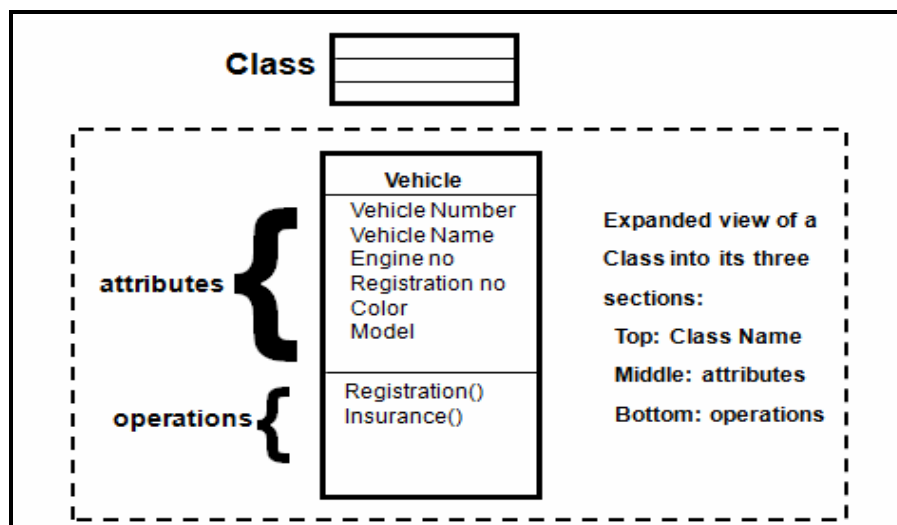 Class
Vehicle
Vehicle Number
Vehicle Name
Engine no
Registration no
Color
Model
attributes
Registration()
Insurance()
operations
Expanded view of a
Class into its three
sections:
Top: Class Name
Middle: attributes
Bottom: operations